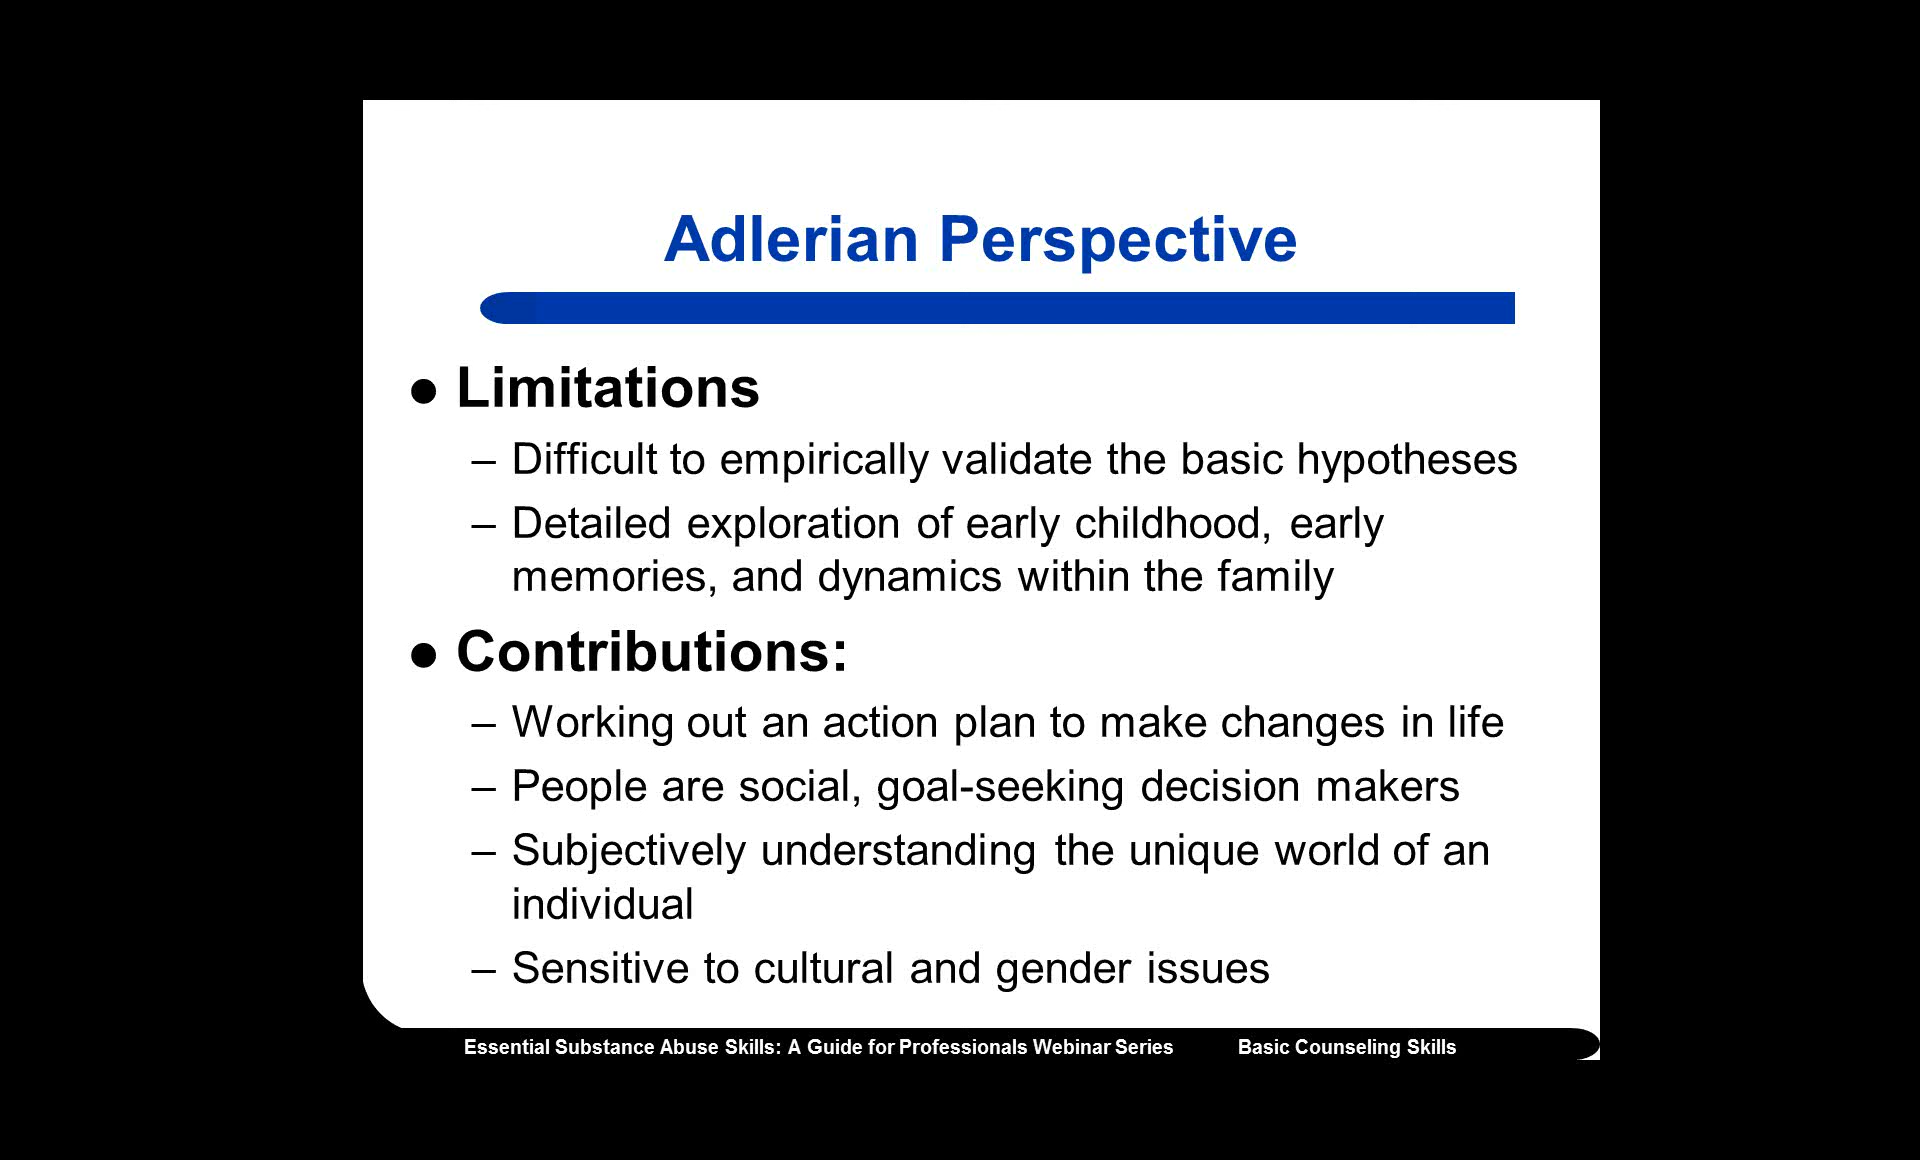 Adlerian Perspective
● Limitations
– Difficult to empirically validate the basic hypotheses
– Detailed exploration of early childhood, early
memories, and dynamics within the family
● Contributions:
– Working out an action plan to make changes in life
– People are social, goal-seeking decision makers
– Subjectively understanding the unique world of an
individual
– Sensitive to cultural and gender issues
Essential Substance Abuse Skills: A Guide for Professionals Webinar Series Basic Counseling Skills